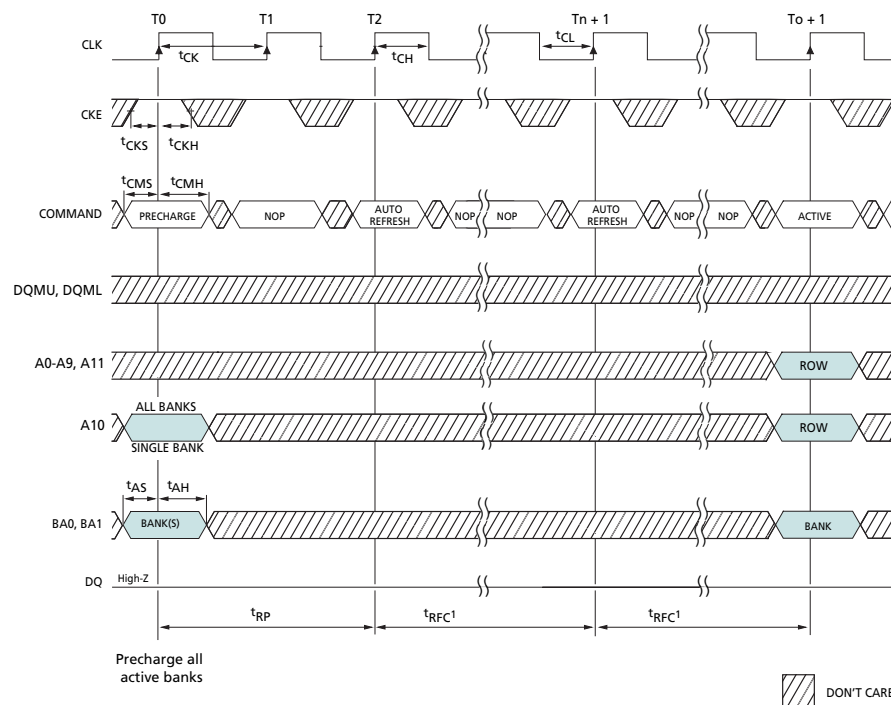 T0 T1 T2 Tn + 1 To + 1
CLK
tCK tCH tCL
CKE
tCKS tCKH
tCMS tCMH
COMMAND PRECHARGE NOP AUTO REFRESH NOP NOP AUTO REFRESH NOP NOP ACTIVE
DQMU, DQML
A0-A9, A11 ROW
ALL BANKS
A10 ROW
SINGLE BANK
tAS tAH
BA0, BA1 BANK(S) BANK
DQ High-Z
tRP tRFC1 tRFC1
Precharge all
active banks
DON'T CARE